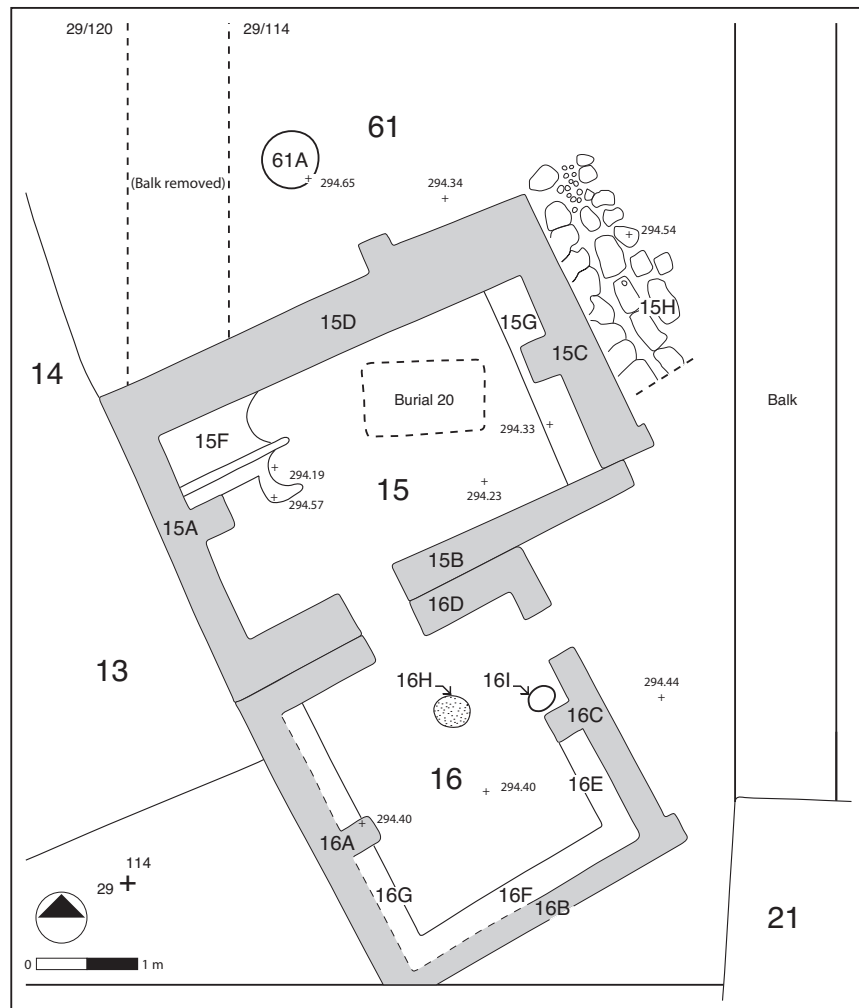 29/120
29/114
61
61A
(Balk removed)
294.65
294.34
294.54
15D
15G
15H
15C
14
Burial 20
Balk
15F
294.33
294.19
15
294.23
294.57
15A
15B
16D
13
16H
16I
294.44
16C
16
16E
294.40
294.40
16A
114
29
16G
16F
16B
21
0
1 m